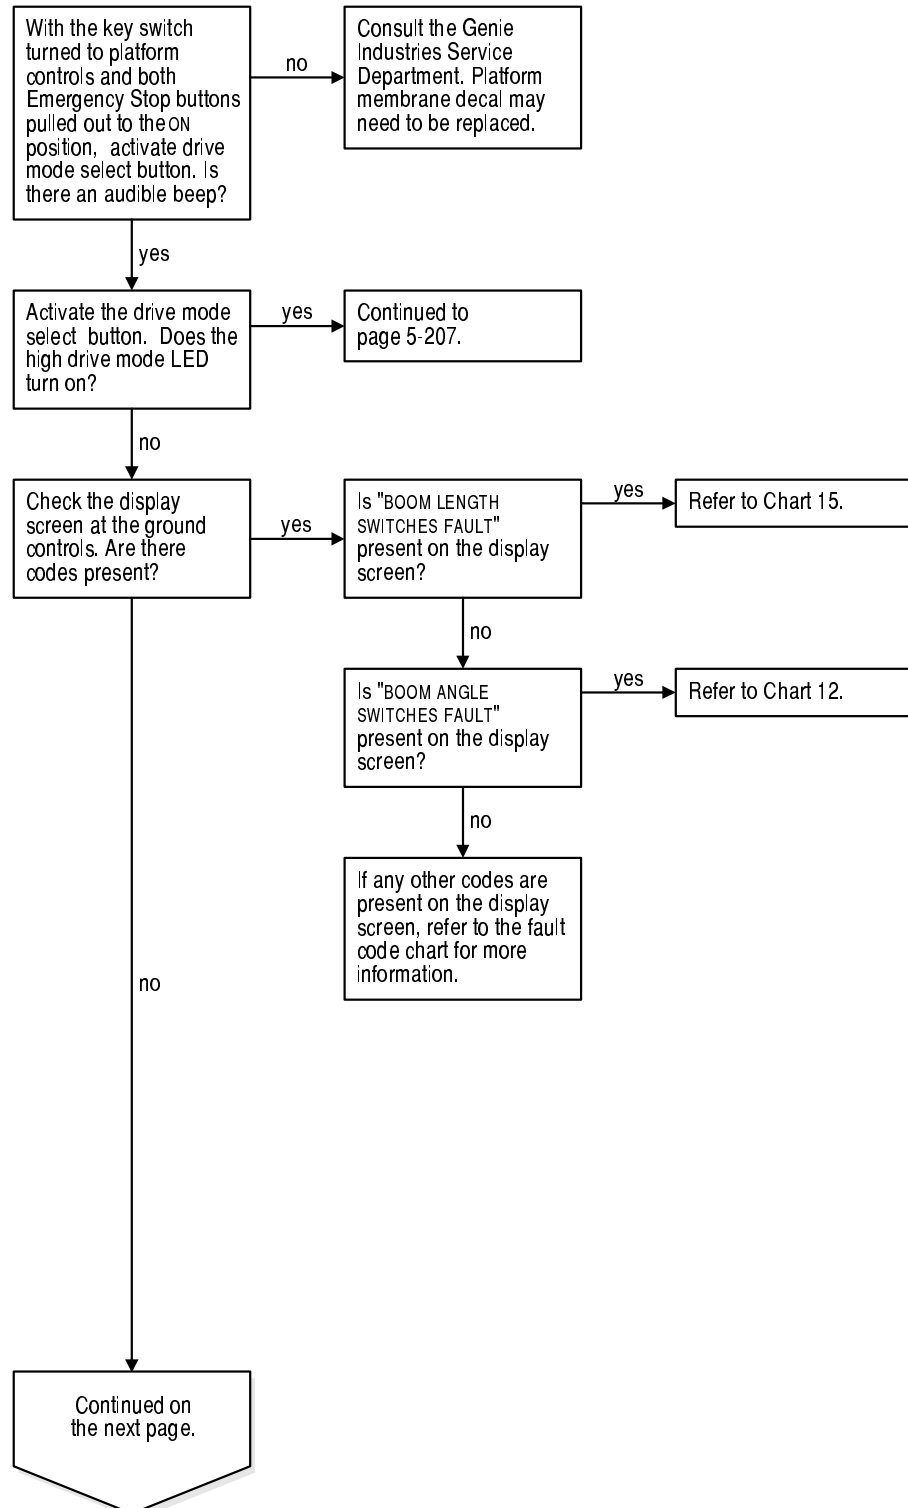 With the key switch
turned to platform
controls and both
Emergency Stop buttons
pulled out to the ON
position, activate drive
mode select button. Is
there an audible beep?
no
Consult the Genie
Industries Service
Department. Platform
membrane decal may
need to be replaced.
yes
Activate the drive mode
select button. Does the
high drive mode LED
turn on?
yes
Continued to
page 5-207.
no
Check the display
screen at the ground
controls. Are there
codes present?
yes
Is "BOOM LENGTH
SWITCHES FAULT"
present on the display
screen?
yes
Refer to Chart 15.
no
Is "BOOM ANGLE
SWITCHES FAULT"
present on the display
screen?
yes
Refer to Chart 12.
no
If any other codes are
present on the display
screen, refer to the fault
code chart for more
information.
no
Continued on
the next page.